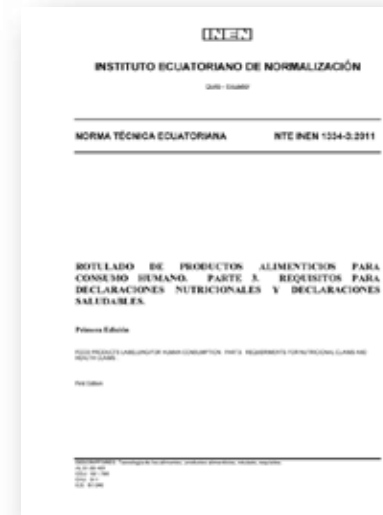 INEN
INSTITUTO ECUATORIANO DE NORMALIZACIÓN
Quito - Ecuador
NORMA TÉCNICA ECUATORIANA NTE INEN 1334-3:2011
ROTULADO DE PRODUCTOS ALIMENTICIOS PARA
CONSUMO HUMANO. PARTE 3. REQUISITOS PARA
DECLARACIONES NUTRICIONALES Y DECLARACIONES
SALUDABLES.
Primera Edición
FOOD PRODUCTS LABELLING FOR HUMAN CONSUMPTION. PART 3. REQUIREMENTS FOR NUTRITIONAL CLAIMS AND
HEALTH CLAIMS.
First Edition